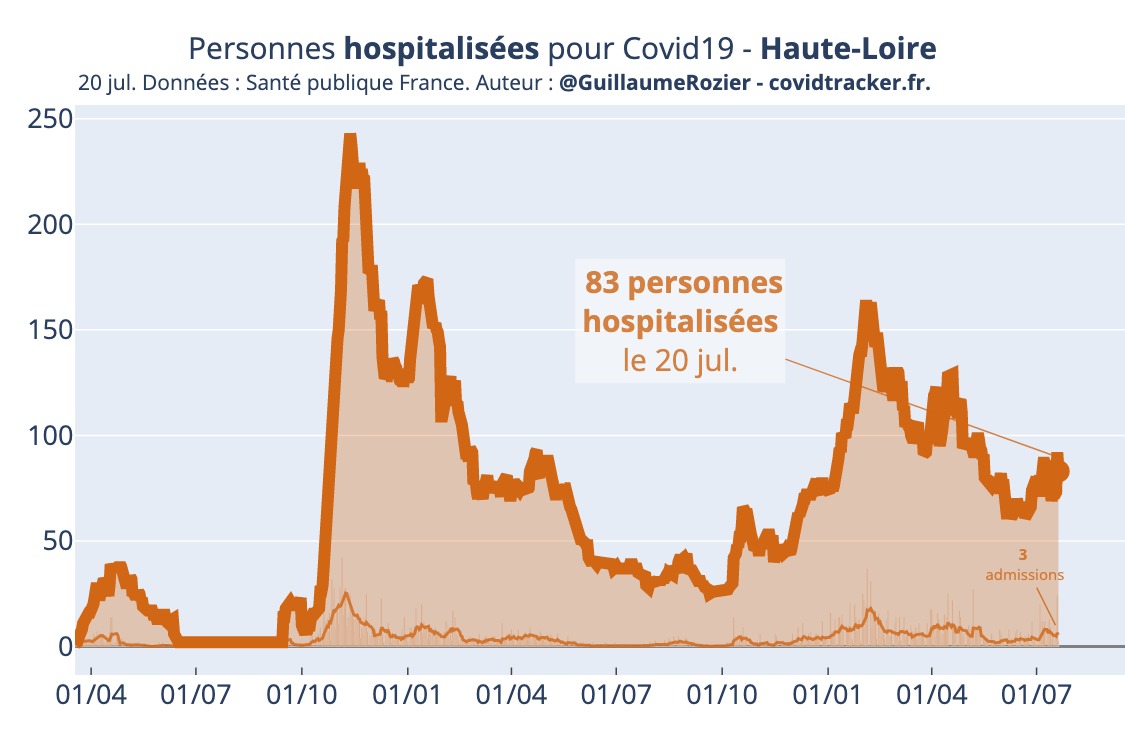 Personnes hospitalisées pour Covid19 - Haute-Loire
20 jul. Données : Santé publique France. Auteur : @GuillaumeRozier - covidtracker.fr.
250
200
150
100
50
0
83 personnes
hospitalisées
le 20 jul.
3
admissions
01/04 01/07 01/10 01/01 01/04 01/07 01/10 01/01 01/04 01/07